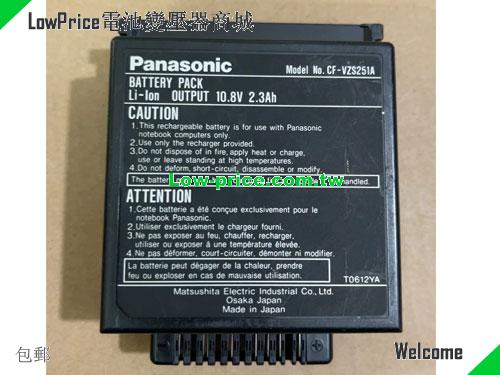 LowPrice電池變壓器商城
Panasonic
Model No. CF-VZS251A
BATTERY PACK
Li-Ion OUTPUT 10.8V 2.3Ah
CAUTION
1.This rechargeable battery is for use with Panasonic
notebook computers only.
2.Use only the recharger provided.
3.Do not dispose of in fire, apply heat or charge,
use or leave standing at high temperatures.
4.Do not deform, short-circuit, disassemble or modify.
The battery
handled.
Low-price.com.tw
ATTENTION
1.Cette batterie a été conçue exclusivement pour le
notebook Panasonic.
2.Utiliser exclusivement le chargeur fourni.
3.Ne pas exposer au feu, chauffer, recharger,
utiliser ou exposer à une température élevée.
4.Ne pas déformer, court-circuiter, démonter ni modifier.
La batterie peut dégager de la chaleur, prendre
feu ou exploser en cas de mauvaise utilisation.
T0612YA
Matsushita Electric Industrial Co., Ltd.
Osaka Japan
Made in Japan
包郵
Welcome